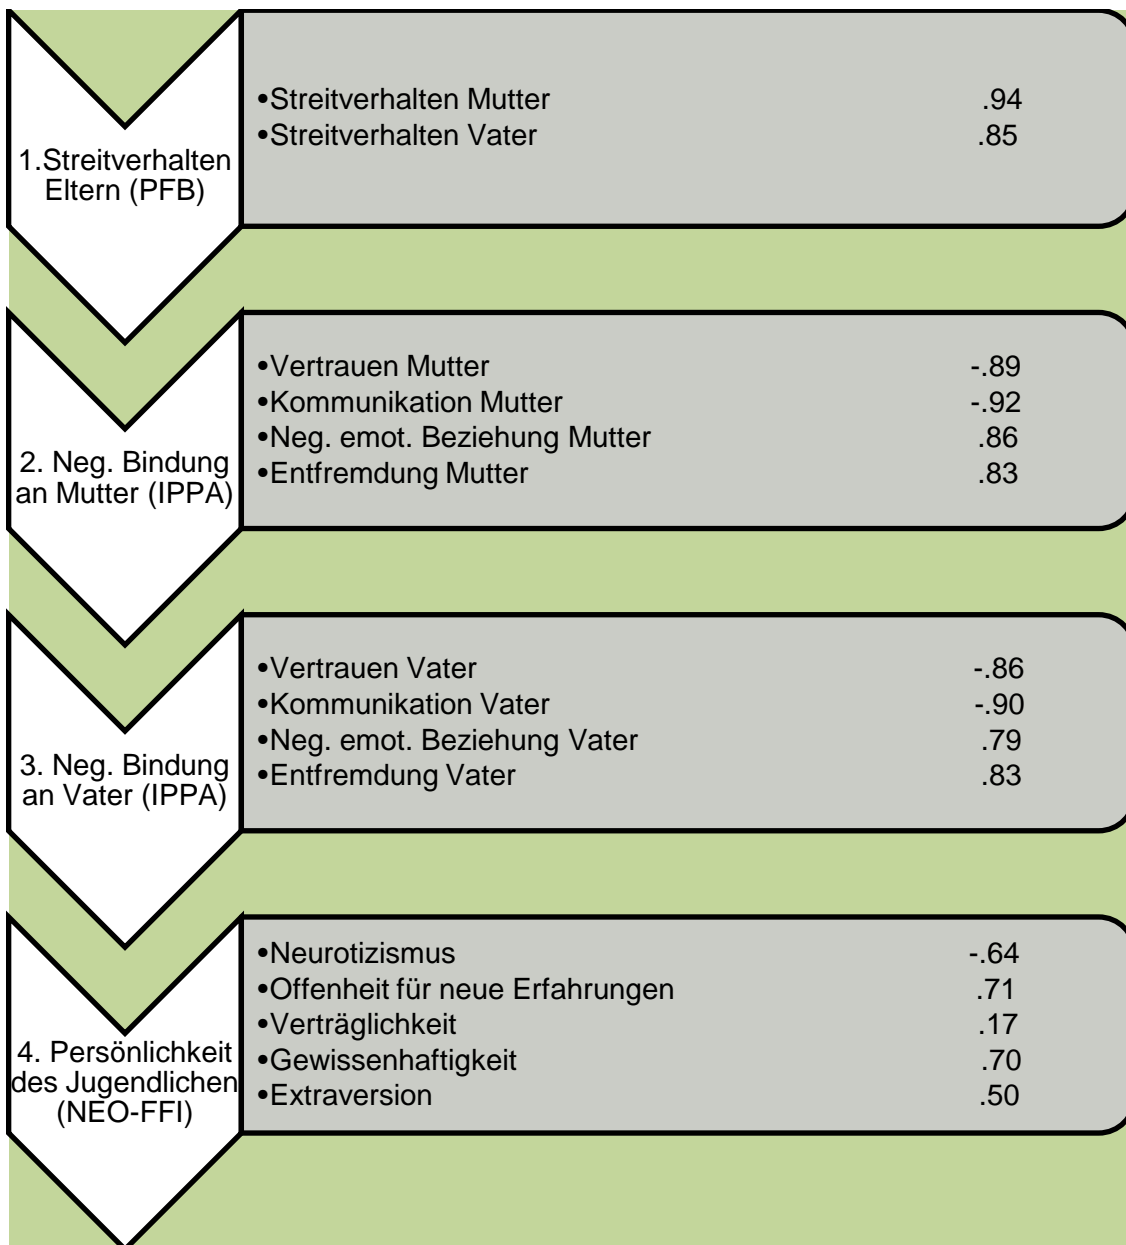 1.Streitverhalten
Eltern (PFB)
•Streitverhalten Mutter .94
•Streitverhalten Vater .85
2. Neg. Bindung
an Mutter (IPPA)
•Vertrauen Mutter -.89
•Kommunikation Mutter -.92
•Neg. emot. Beziehung Mutter .86
•Entfremdung Mutter .83
3. Neg. Bindung
an Vater (IPPA)
•Vertrauen Vater -.86
•Kommunikation Vater -.90
•Neg. emot. Beziehung Vater .79
•Entfremdung Vater .83
4. Persönlichkeit
des Jugendlichen
(NEO-FFI)
•Neurotizismus -.64
•Offenheit für neue Erfahrungen .71
•Verträglichkeit .17
•Gewissenhaftigkeit .70
•Extraversion .50